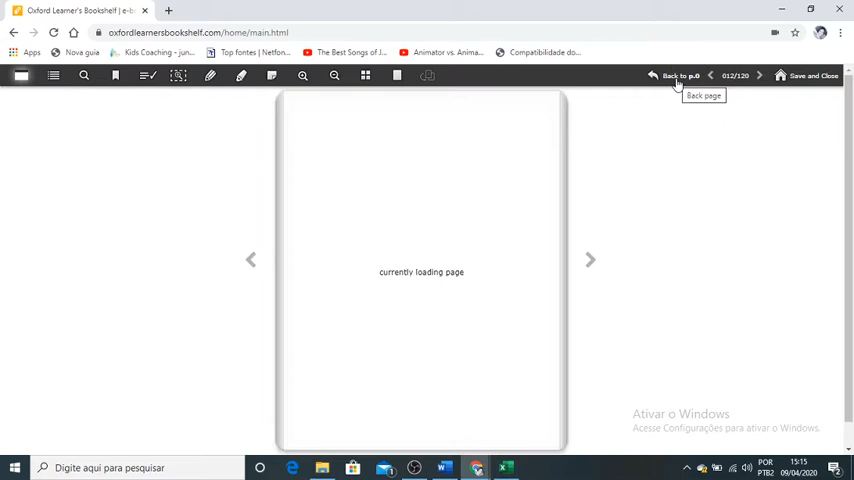 Oxford Learner's Bookshelf | e-b
oxfordlearnersbookshelf.com/home/main.html
Apps Nova guia Kids Coaching - jun... Top fontes | Netfon... The Best Songs of J... Animator vs. Anima... Compatibilidade do...
Back to p.0 012/120 Save and Close
Back page
currently loading page
Ativar o Windows
Acesse Configurações para ativar o Windows.
Digite aqui para pesquisar
POR
PTB2
15:15
09/04/2020
2